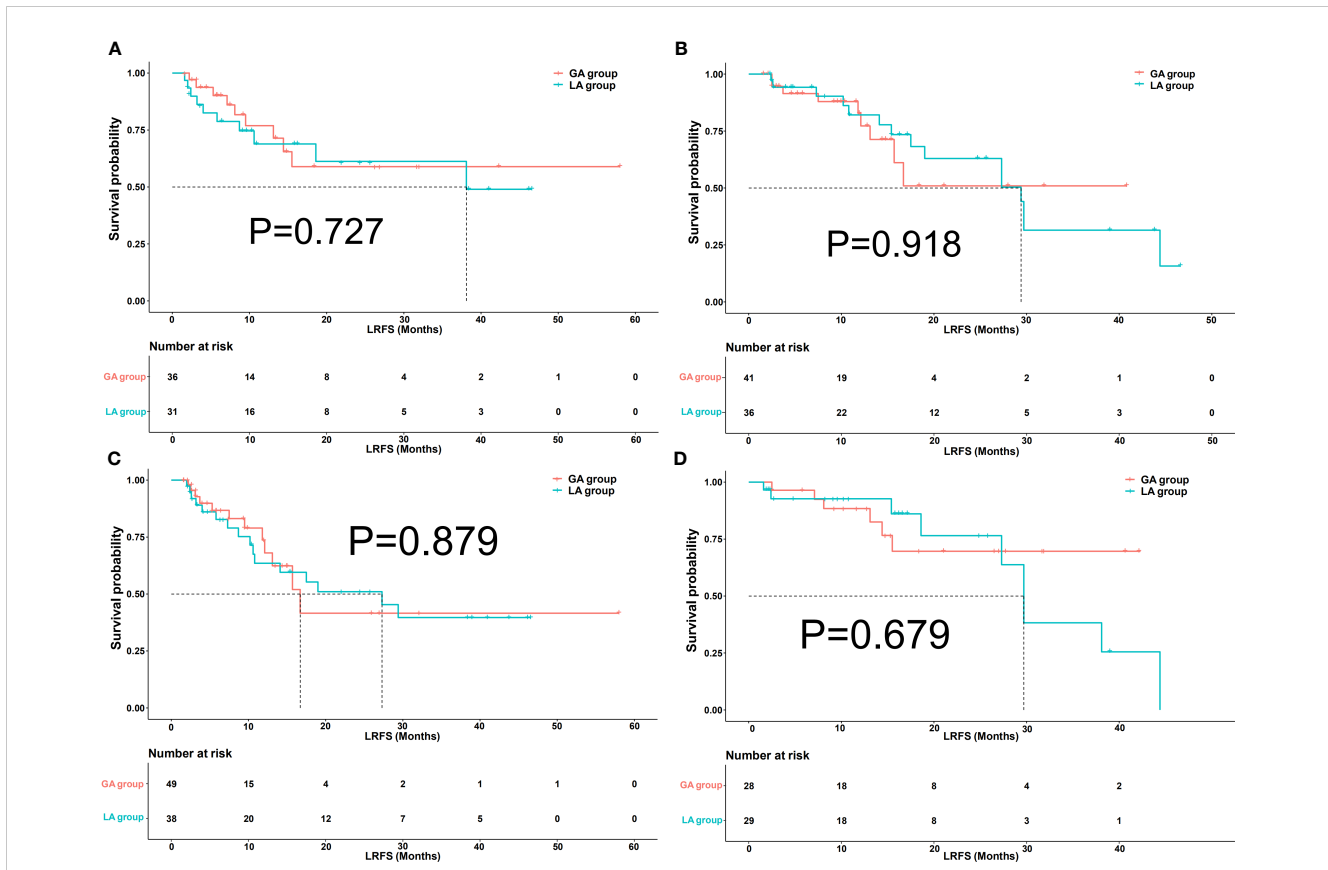 A
GA group
LA group
1.00
0.75
0.50
0.25
0.00
Survival probability
P=0.727
0 10 20 30 40 50 60
LRFS (Months)
Number at risk
GA group 36 14 8 4 2 1 0
LA group 31 16 8 5 3 0 0
0 10 20 30 40 50 60
LRFS (Months)
B
GA group
LA group
1.00
0.75
0.50
0.25
0.00
Survival probability
P=0.918
0 10 20 30 40 50
LRFS (Months)
Number at risk
GA group 41 19 4 2 1 0
LA group 36 22 12 5 3 0
0 10 20 30 40 50
LRFS (Months)
C
GA group
LA group
1.00
0.75
0.50
0.25
0.00
Survival probability
P=0.879
0 10 20 30 40 50 60
LRFS (Months)
Number at risk
GA group 49 15 4 2 1 1 0
LA group 38 20 12 7 5 0 0
0 10 20 30 40 50 60
LRFS (Months)
D
GA group
LA group
1.00
0.75
0.50
0.25
0.00
Survival probability
P=0.679
0 10 20 30 40
LRFS (Months)
Number at risk
GA group 28 18 8 4 2
LA group 29 18 8 3 1
0 10 20 30 40
LRFS (Months)